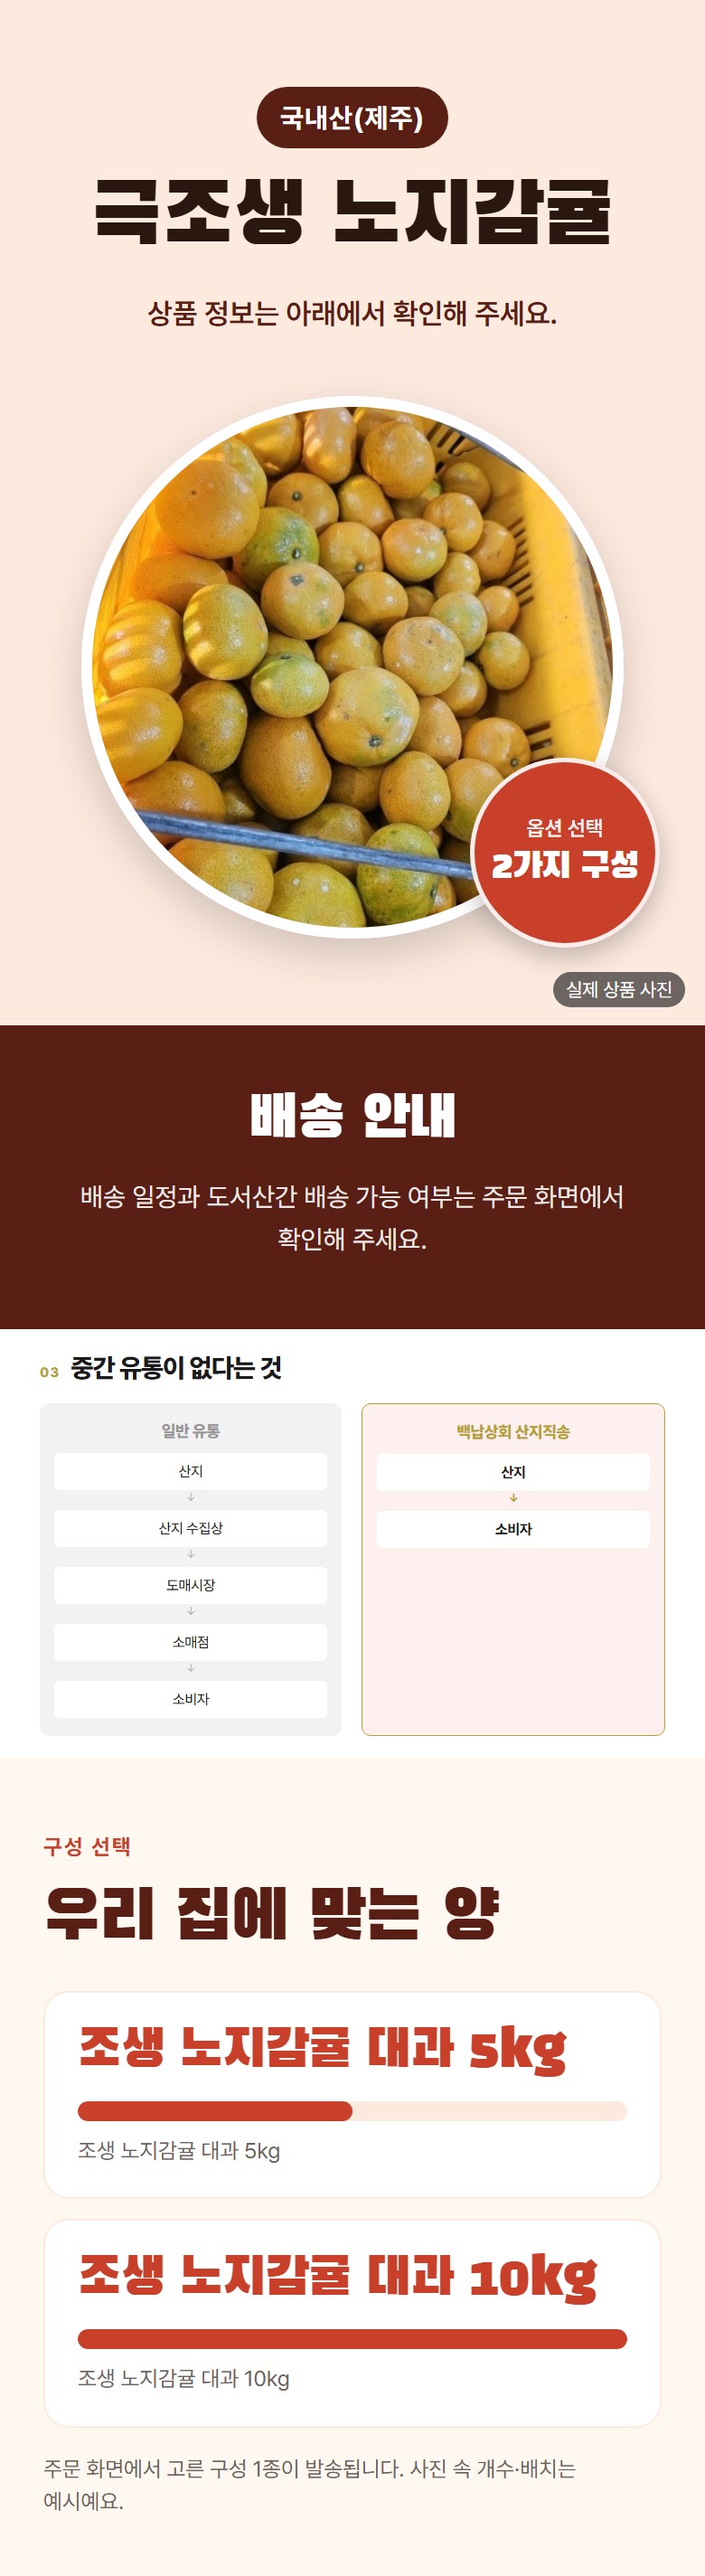 국내산(제주)
극조생 노지감귤
상품 정보는 아래에서 확인해 주세요.
옵션 선택
2가지 구성
실제 상품 사진
배송 안내
배송 일정과 도서산간 배송 가능 여부는 주문 화면에서
확인해 주세요.
03 중간 유통이 없다는 것
일반 유통
산지
↓
산지 수집상
↓
도매시장
↓
소매점
↓
소비자
백납상회 산지직송
산지
↓
소비자
구성 선택
우리 집에 맞는 양
조생 노지감귤 대과 5kg
조생 노지감귤 대과 5kg
조생 노지감귤 대과 10kg
조생 노지감귤 대과 10kg
주문 화면에서 고른 구성 1종이 발송됩니다. 사진 속 개수·배치는
예시예요.